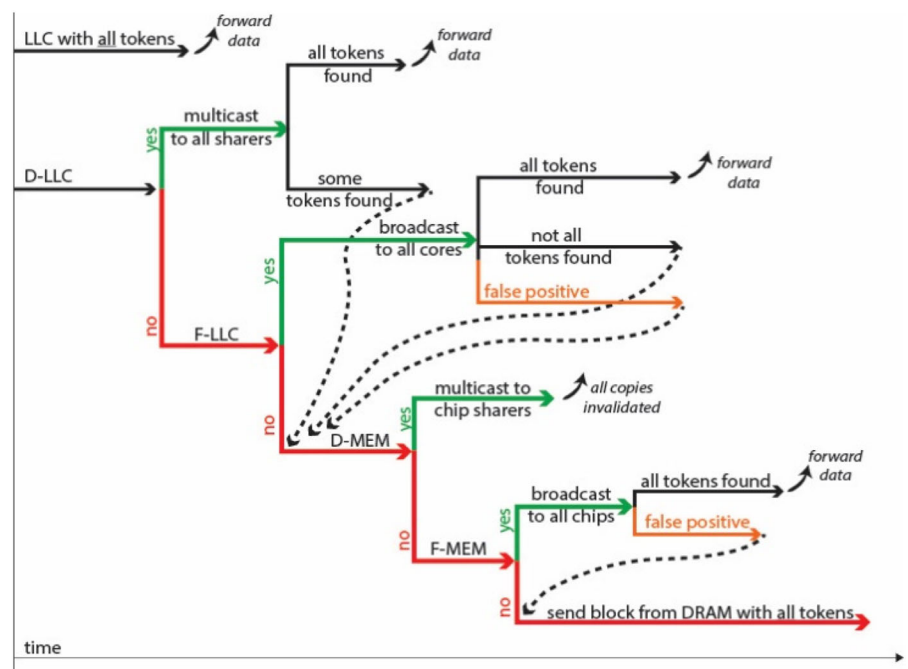 LLC with all tokens
forward
data
all tokens
found
forward
data
yes
multicast
to all sharers
D-LLC
some
tokens found
all tokens
found
forward
data
yes
broadcast
to all cores
not all
tokens found
false positive
no
F-LLC
no
D-MEM
yes
multicast to
chip sharers
all copies
invalidated
forward
data
yes
broadcast
to all chips
all tokens found
false positive
no
F-MEM
no
send block from DRAM with all tokens
time